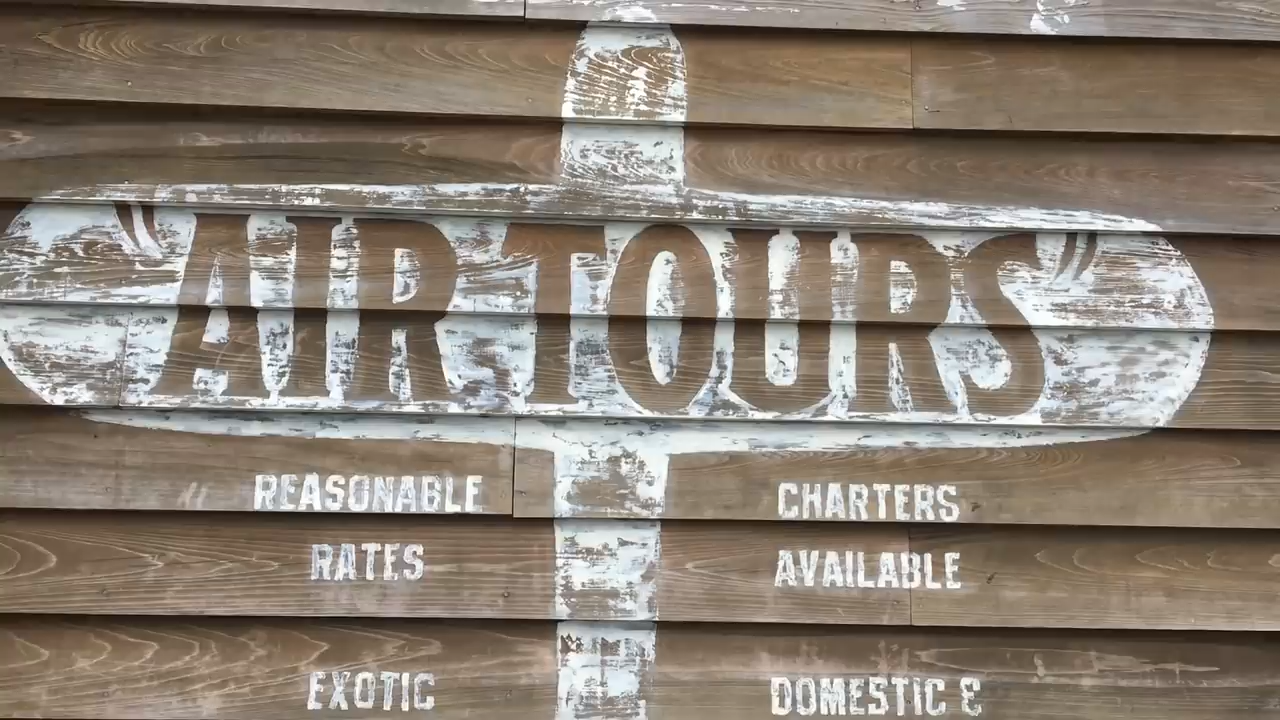 "AIR TOURS"
REASONABLE
RATES
EXOTIC
CHARTERS
AVAILABLE
DOMESTIC &